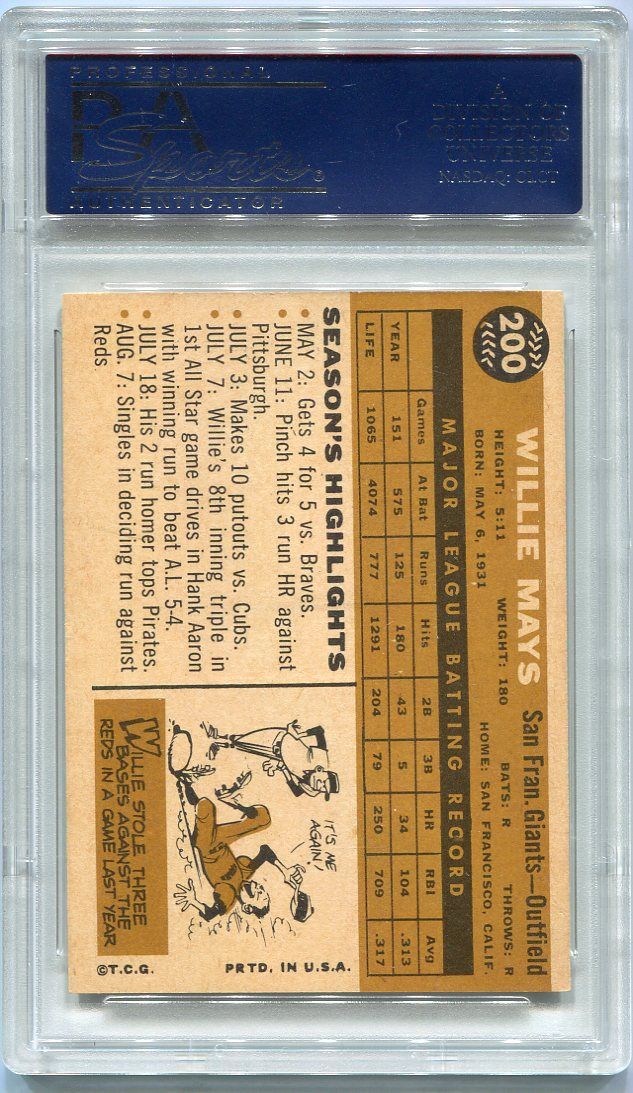 PROFESSIONAL
PSA
Sports®
AUTHENTICATOR
A
DIVISION OF
COLLECTORS
UNIVERSE
NASDAQ: CLCT
200
WILLIE MAYS San Fran. Giants—Outfield
HEIGHT: 5:11 WEIGHT: 180 BATS: R THROWS: R
BORN: MAY 6, 1931 HOME: SAN FRANCISCO, CALIF.
MAJOR LEAGUE BATTING RECORD
Games At Bat Runs Hits 2B 3B HR RBI Avg
YEAR 151 575 125 180 43 5 34 104 .313
LIFE 1065 4074 777 1291 204 79 250 709 .317
SEASON'S HIGHLIGHTS
• MAY 2: Gets 4 for 5 vs. Braves.
• JUNE 11: Pinch hits 3 run HR against
Pittsburgh.
• JULY 3: Makes 10 putouts vs. Cubs.
• JULY 7: Willie's 8th inning triple in
1st All Star game drives in Hank Aaron
with winning run to beat A.L. 5-4.
• JULY 18: His 2 run homer tops Pirates.
• AUG. 7: Singles in deciding run against
Reds
IT'S ME
AGAIN!
WILLIE STOLE THREE
BASES AGAINST THE
REDS IN A GAME LAST YEAR
©T.C.G. PRTD. IN U.S.A.